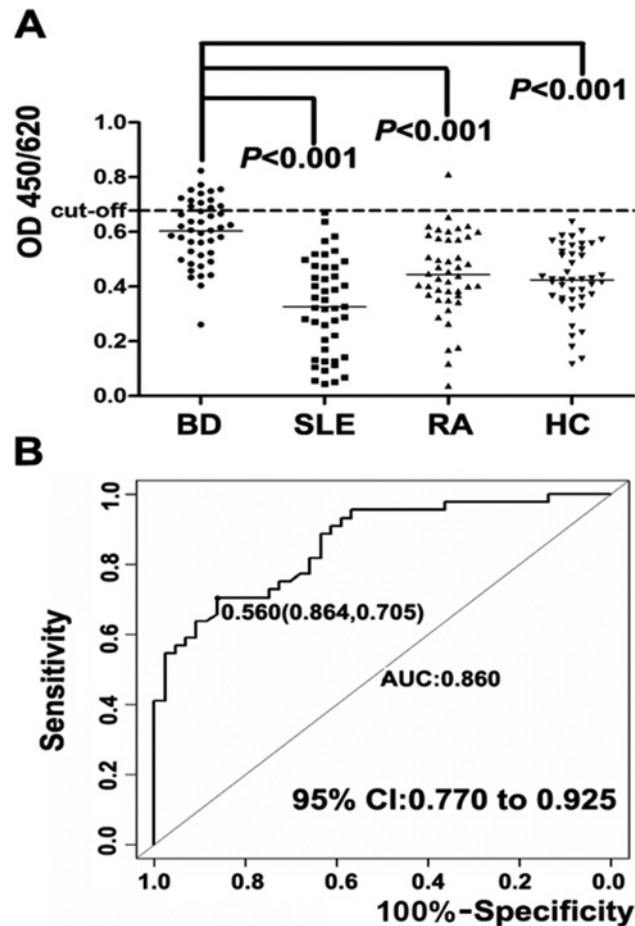 A
P<0.001
P<0.001
P<0.001
OD 450/620
1.0
0.8
cut-off
0.6
0.4
0.2
0.0
BD
SLE
RA
HC
B
Sensitivity
1.0
0.8
0.6
0.4
0.2
0.0
0.560(0.864,0.705)
AUC:0.860
95% CI:0.770 to 0.925
1.0
0.8
0.6
0.4
0.2
0.0
100%-Specificity